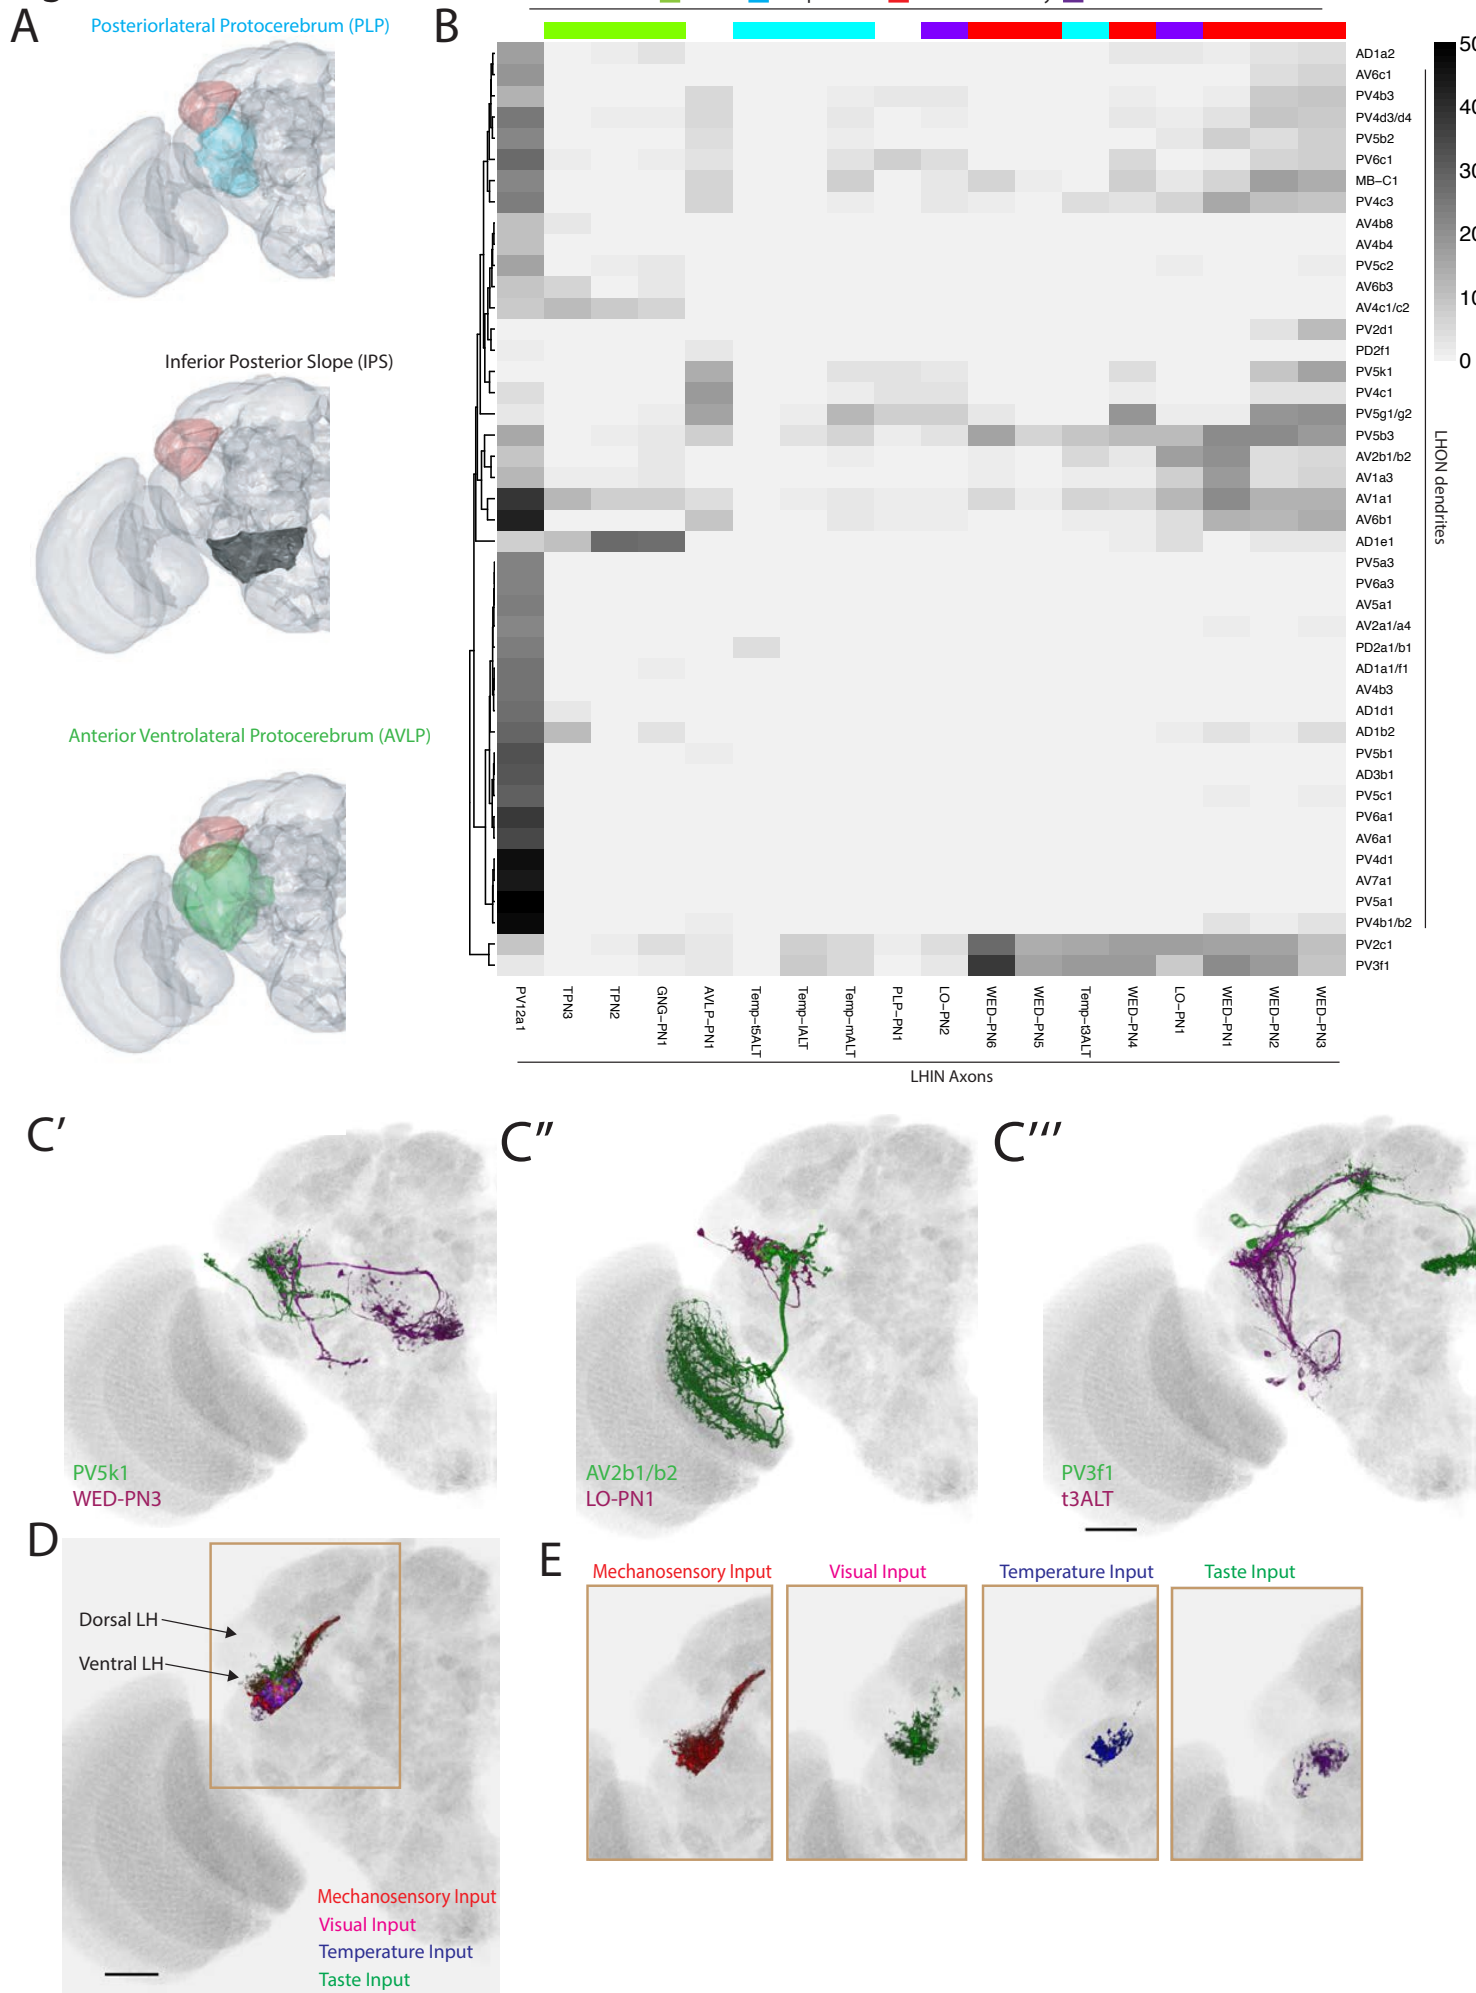 A
Posteriorlateral Protocerebrum (PLP)
Inferior Posterior Slope (IPS)
Anterior Ventrolateral Protocerebrum (AVLP)
B
50
40
30
20
10
0
AD1a2
AV6c1
PV4b3
PV4d3/d4
PV5b2
PV6c1
MB-C1
PV4c3
AV4b8
AV4b4
PV5c2
AV6b3
AV4c1/c2
PV2d1
PD2f1
PV5k1
PV4c1
PV5g1/g2
PV5b3
AV2b1/b2
AV1a3
AV1a1
AV6b1
AD1e1
PV5a3
PV6a3
AV5a1
AV2a1/a4
PD2a1/b1
AD1a1/f1
AV4b3
AD1d1
AD1b2
PV5b1
AD3b1
PV5c1
PV6a1
AV6a1
PV4d1
AV7a1
PV5a1
PV4b1/b2
PV2c1
PV3f1
LHON dendrites
PV12a1
TPN3
TPN2
GNG-PN1
AVLP-PN1
Temp-t5ALT
Temp-lALT
Temp-mALT
PLP-PN1
LO-PN2
WED-PN6
WED-PN5
Temp-t3ALT
WED-PN4
LO-PN1
WED-PN1
WED-PN2
WED-PN3
LHIN Axons
C'
PV5k1
WED-PN3
C''
AV2b1/b2
LO-PN1
C'''
PV3f1
t3ALT
D
Dorsal LH
Ventral LH
Mechanosensory Input
Visual Input
Temperature Input
Taste Input
E
Mechanosensory Input
Visual Input
Temperature Input
Taste Input